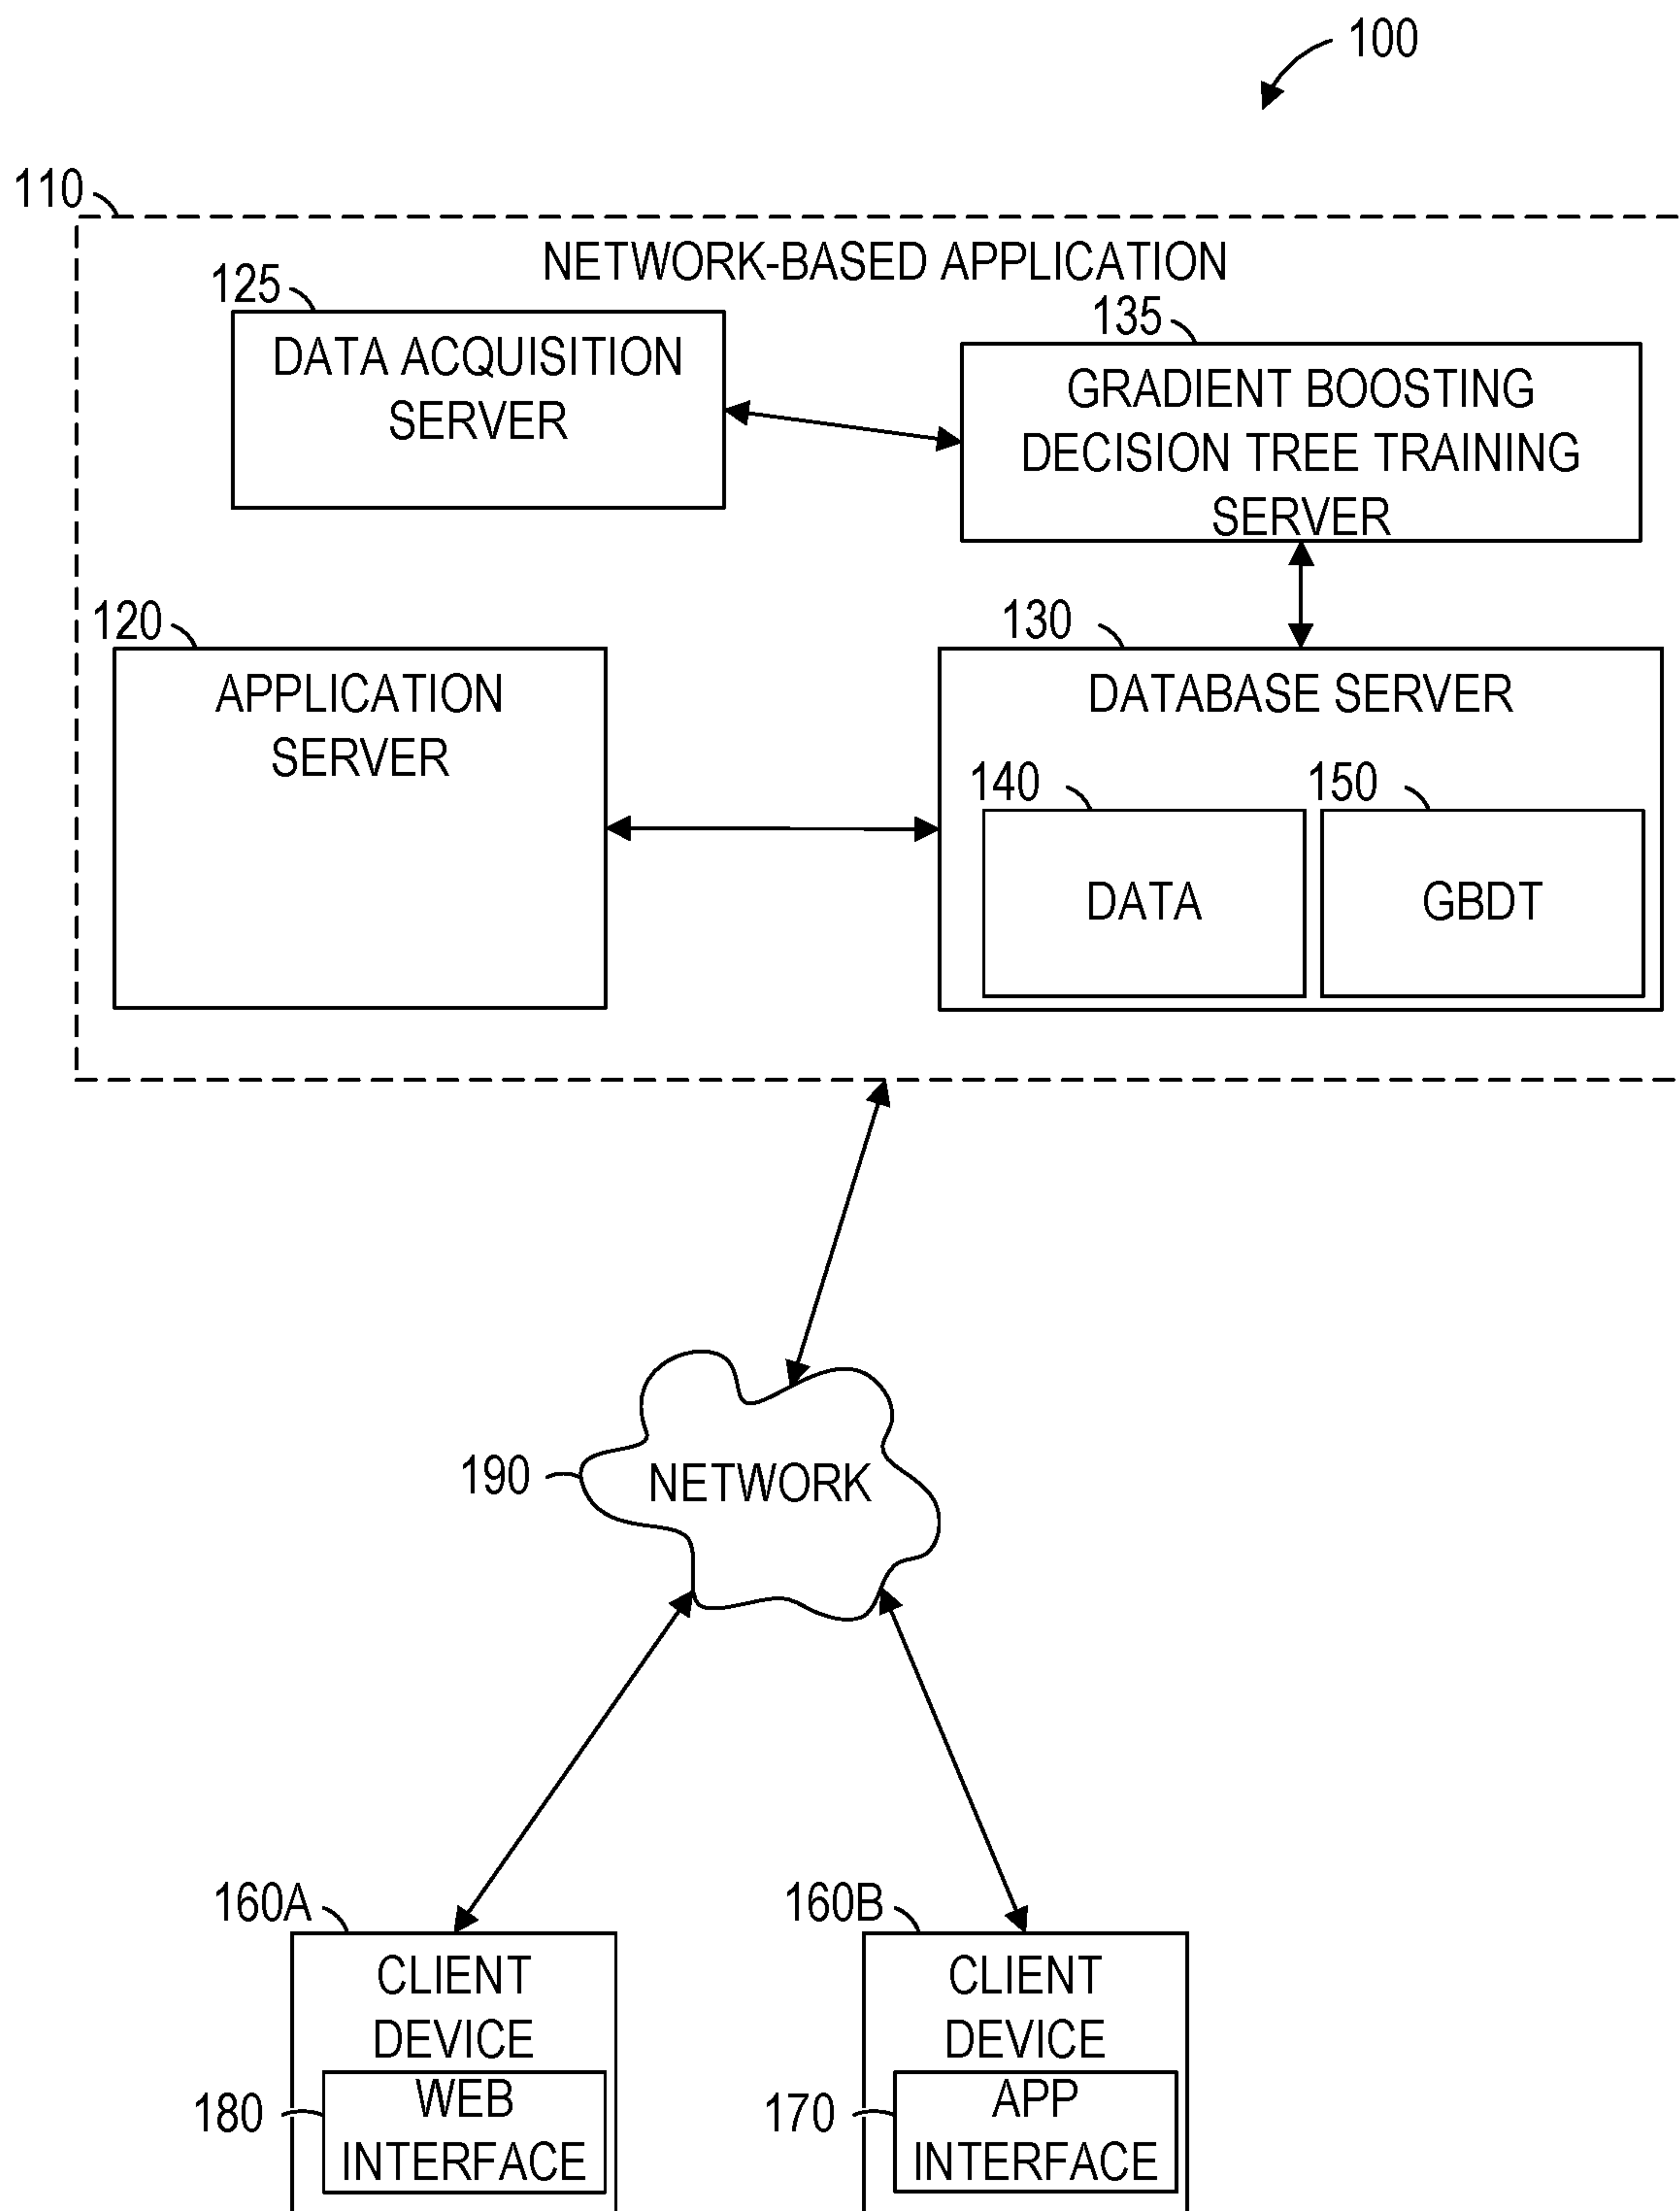 100
110
NETWORK-BASED APPLICATION
125
DATA ACQUISITION
SERVER
135
GRADIENT BOOSTING
DECISION TREE TRAINING
SERVER
120
APPLICATION
SERVER
130
DATABASE SERVER
140
DATA
150
GBDT
190
NETWORK
160A
CLIENT
DEVICE
180
WEB
INTERFACE
160B
CLIENT
DEVICE
170
APP
INTERFACE